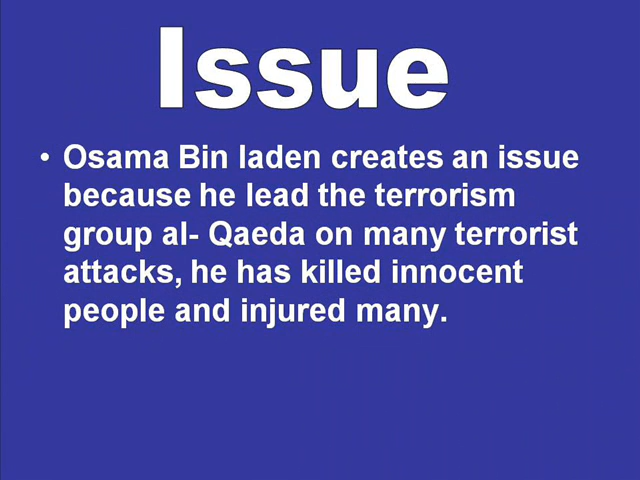 Issue
• Osama Bin laden creates an issue
because he lead the terrorism
group al- Qaeda on many terrorist
attacks, he has killed innocent
people and injured many.